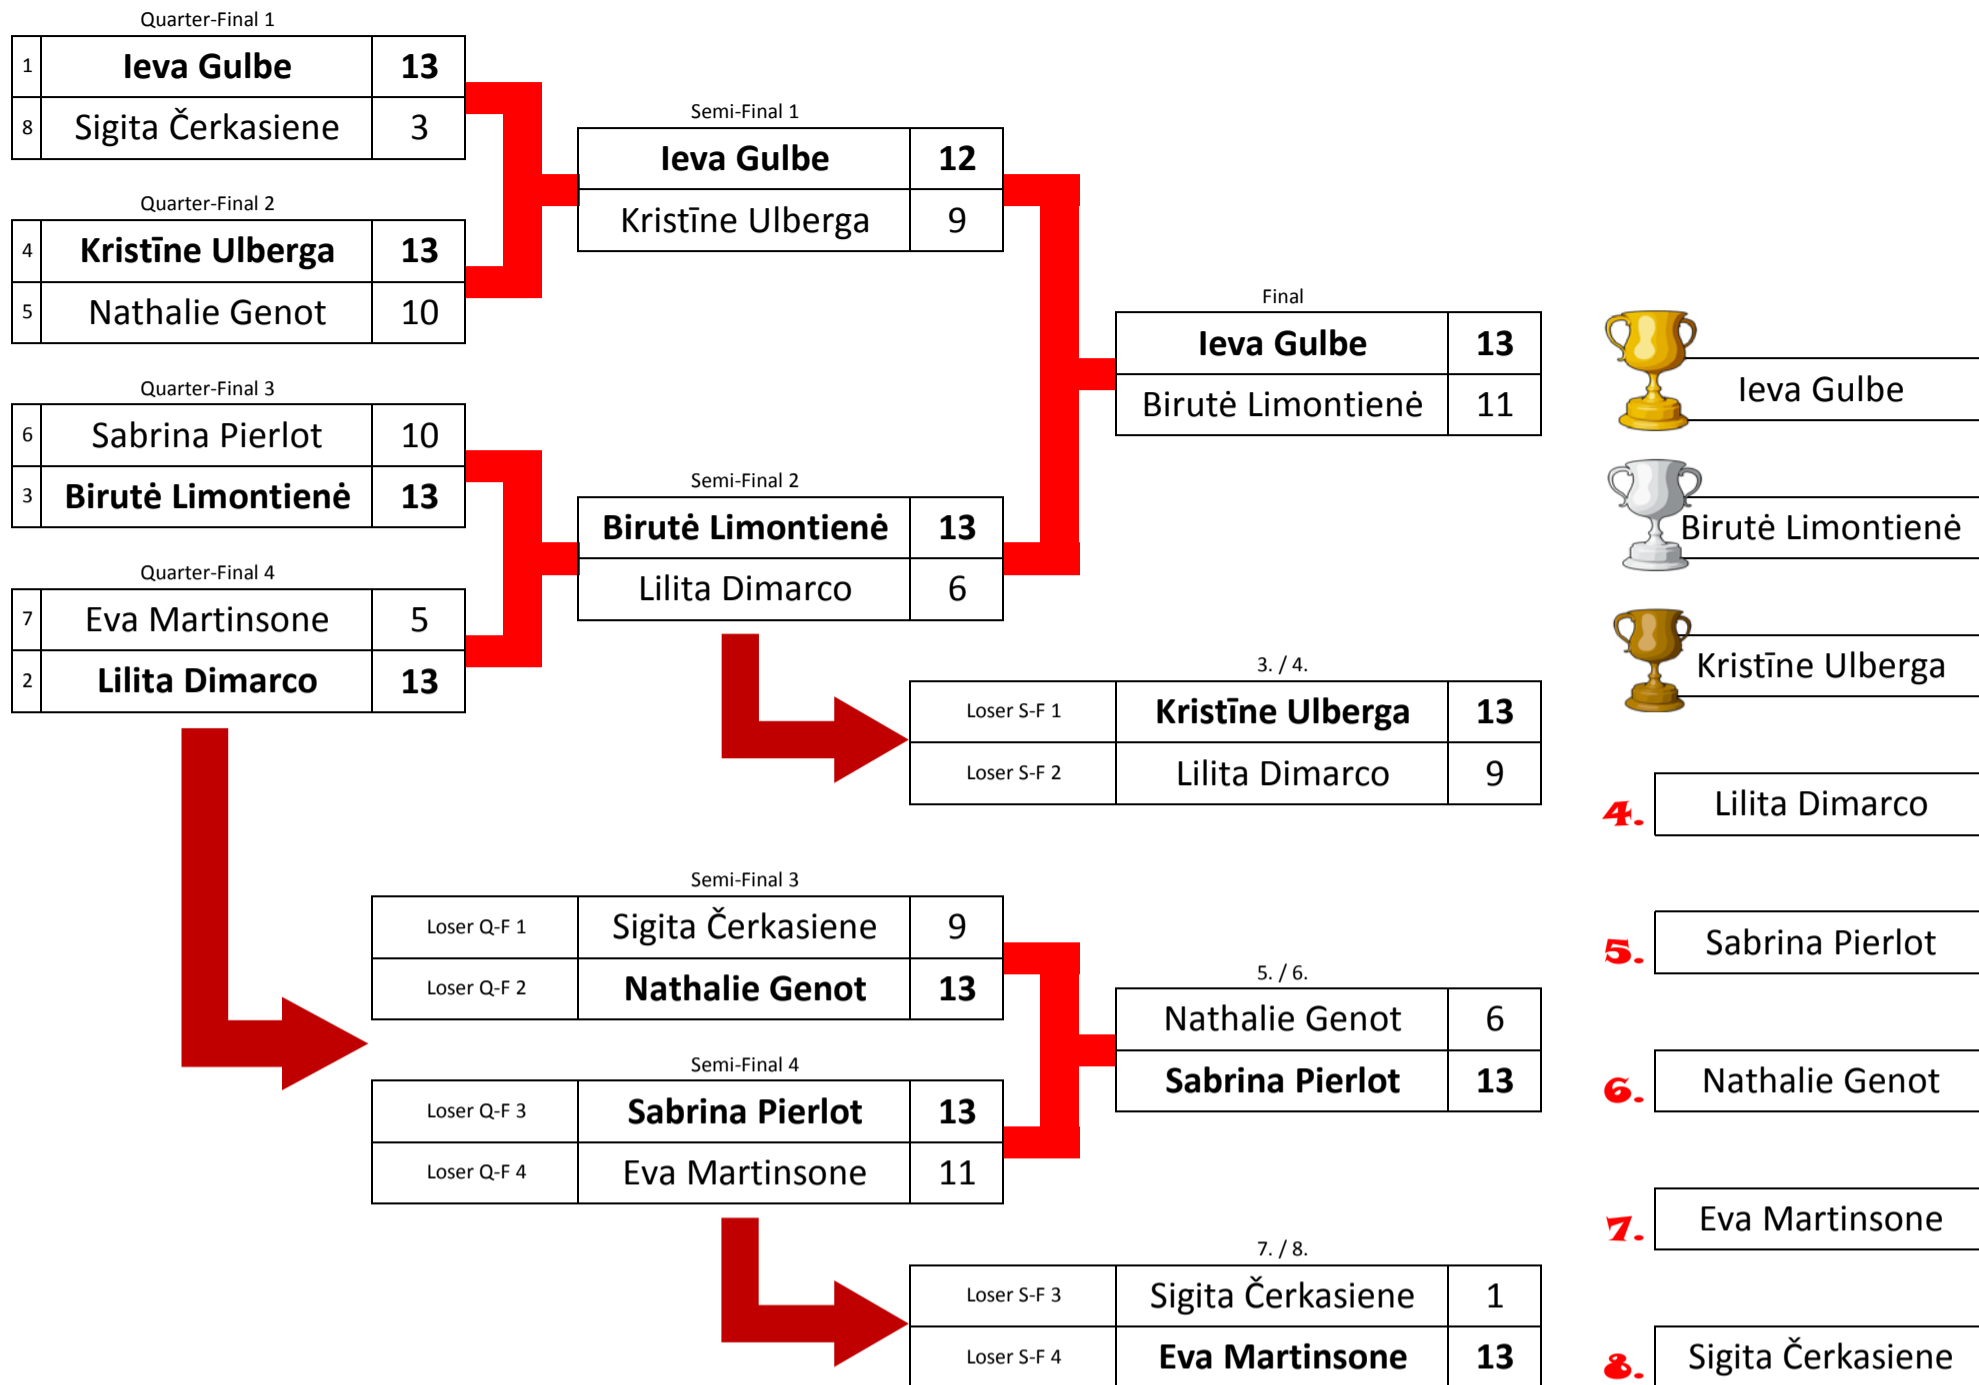 Quarter-Final 1
1 Ieva Gulbe 13
8 Sigita Čerkasiene 3
Quarter-Final 2
4 Kristīne Ulberga 13
5 Nathalie Genot 10
Quarter-Final 3
6 Sabrina Pierlot 10
3 Birutė Limontienė 13
Quarter-Final 4
7 Eva Martinsone 5
2 Lilita Dimarco 13
Semi-Final 1
Ieva Gulbe 12
Kristīne Ulberga 9
Semi-Final 2
Birutė Limontienė 13
Lilita Dimarco 6
Final
Ieva Gulbe 13
Birutė Limontienė 11
3. / 4.
Loser S-F 1 Kristīne Ulberga 13
Loser S-F 2 Lilita Dimarco 9
Semi-Final 3
Loser Q-F 1 Sigita Čerkasiene 9
Loser Q-F 2 Nathalie Genot 13
Semi-Final 4
Loser Q-F 3 Sabrina Pierlot 13
Loser Q-F 4 Eva Martinsone 11
5. / 6.
Nathalie Genot 6
Sabrina Pierlot 13
7. / 8.
Loser S-F 3 Sigita Čerkasiene 1
Loser S-F 4 Eva Martinsone 13
Ieva Gulbe
Birutė Limontienė
Kristīne Ulberga
4. Lilita Dimarco
5. Sabrina Pierlot
6. Nathalie Genot
7. Eva Martinsone
8. Sigita Čerkasiene